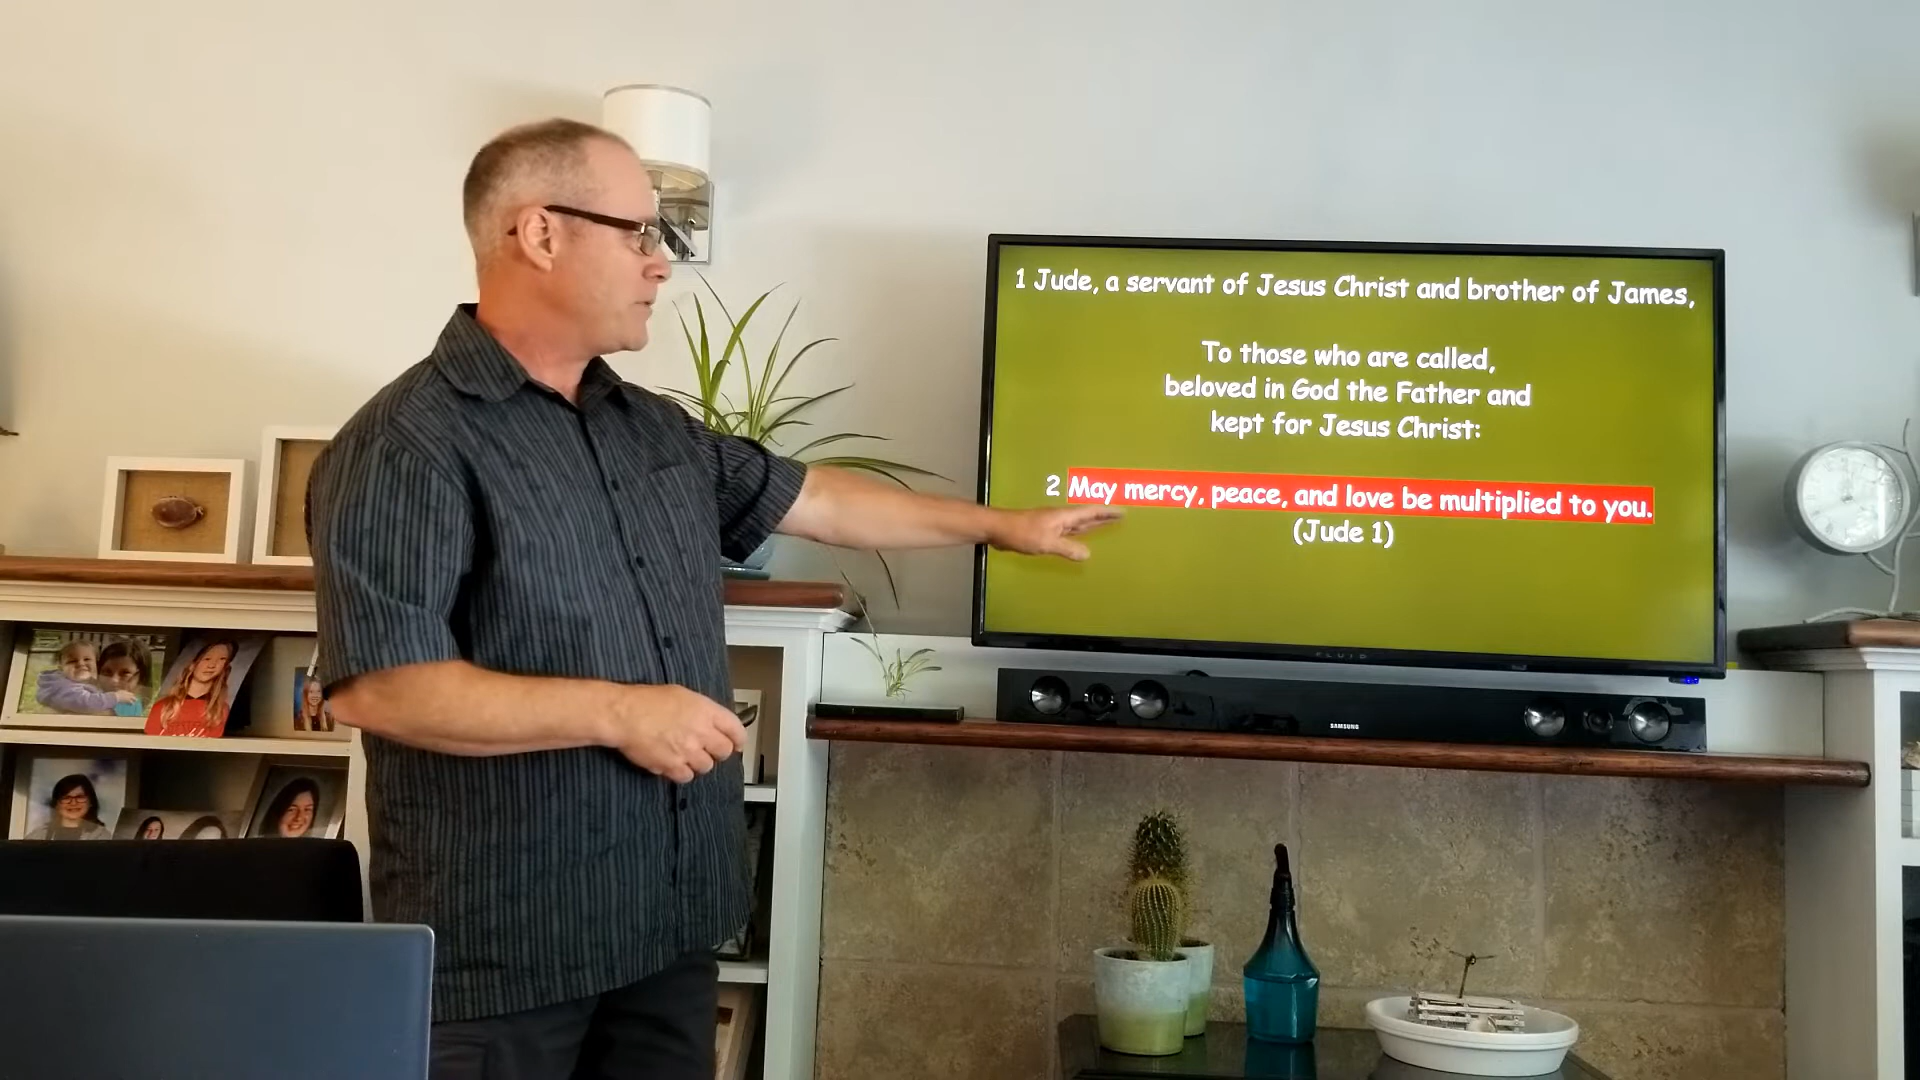 1 Jude, a servant of Jesus Christ and brother of James,
To those who are called,
beloved in God the Father and
kept for Jesus Christ:
2 May mercy, peace, and love be multiplied to you.
(Jude 1)
FLUID
SAMSUNG